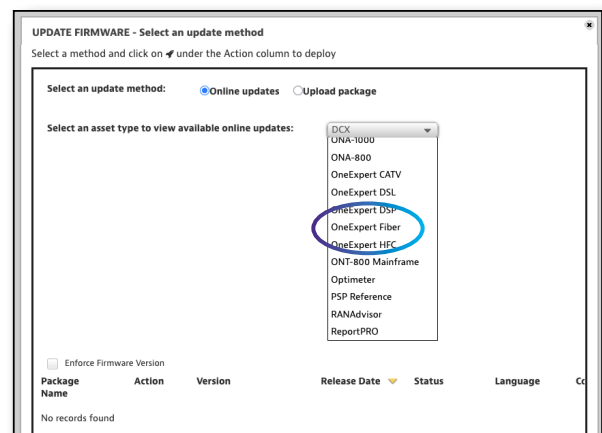 UPDATE FIRMWARE - Select an update method
Select a method and click on under the Action column to deploy
Select an update method:
Online updates
Upload package
Select an asset type to view available online updates:
DCX
ONA-1000
ONA-800
OneExpert CATV
OneExpert DSL
OneExpert DSP
OneExpert Fiber
OneExpert HFC
ONT-800 Mainframe
Optimeter
PSP Reference
RANAdvisor
ReportPRO
Enforce Firmware Version
Package Name
Action
Version
Release Date
Status
Language
Co
No records found